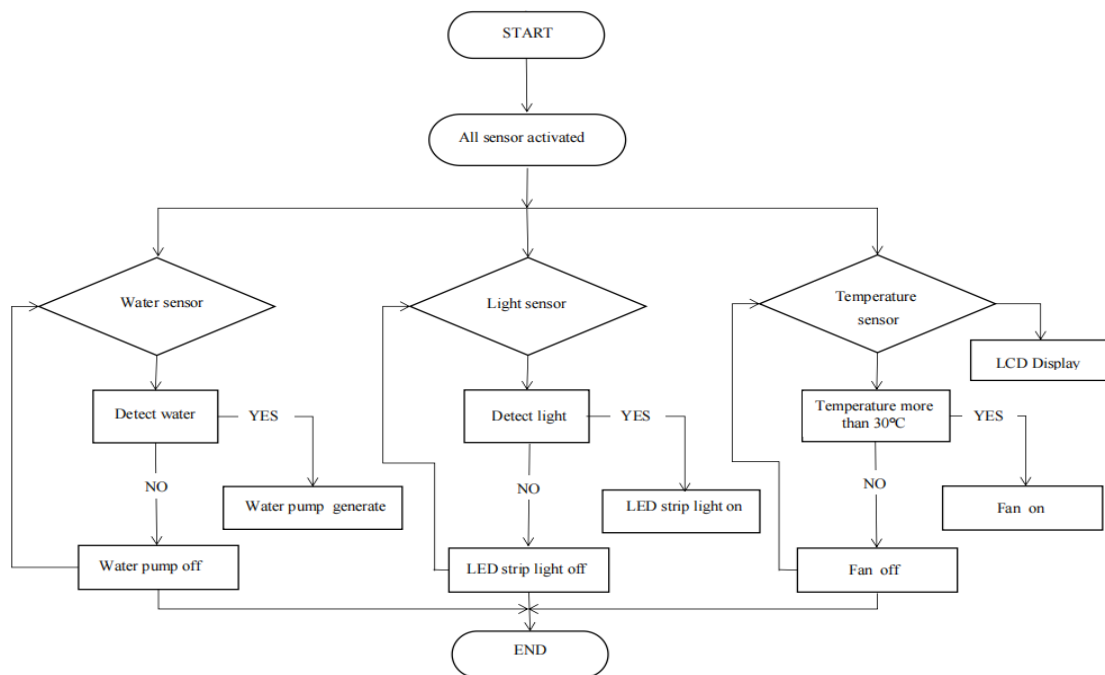 START
All sensor activated
Water sensor
Light sensor
Temperature
sensor
LCD Display
Detect water
YES
Detect light
YES
Temperature more
than 30°C
YES
NO
NO
NO
Water pump generate
LED strip light on
Fan on
Water pump off
LED strip light off
Fan off
END